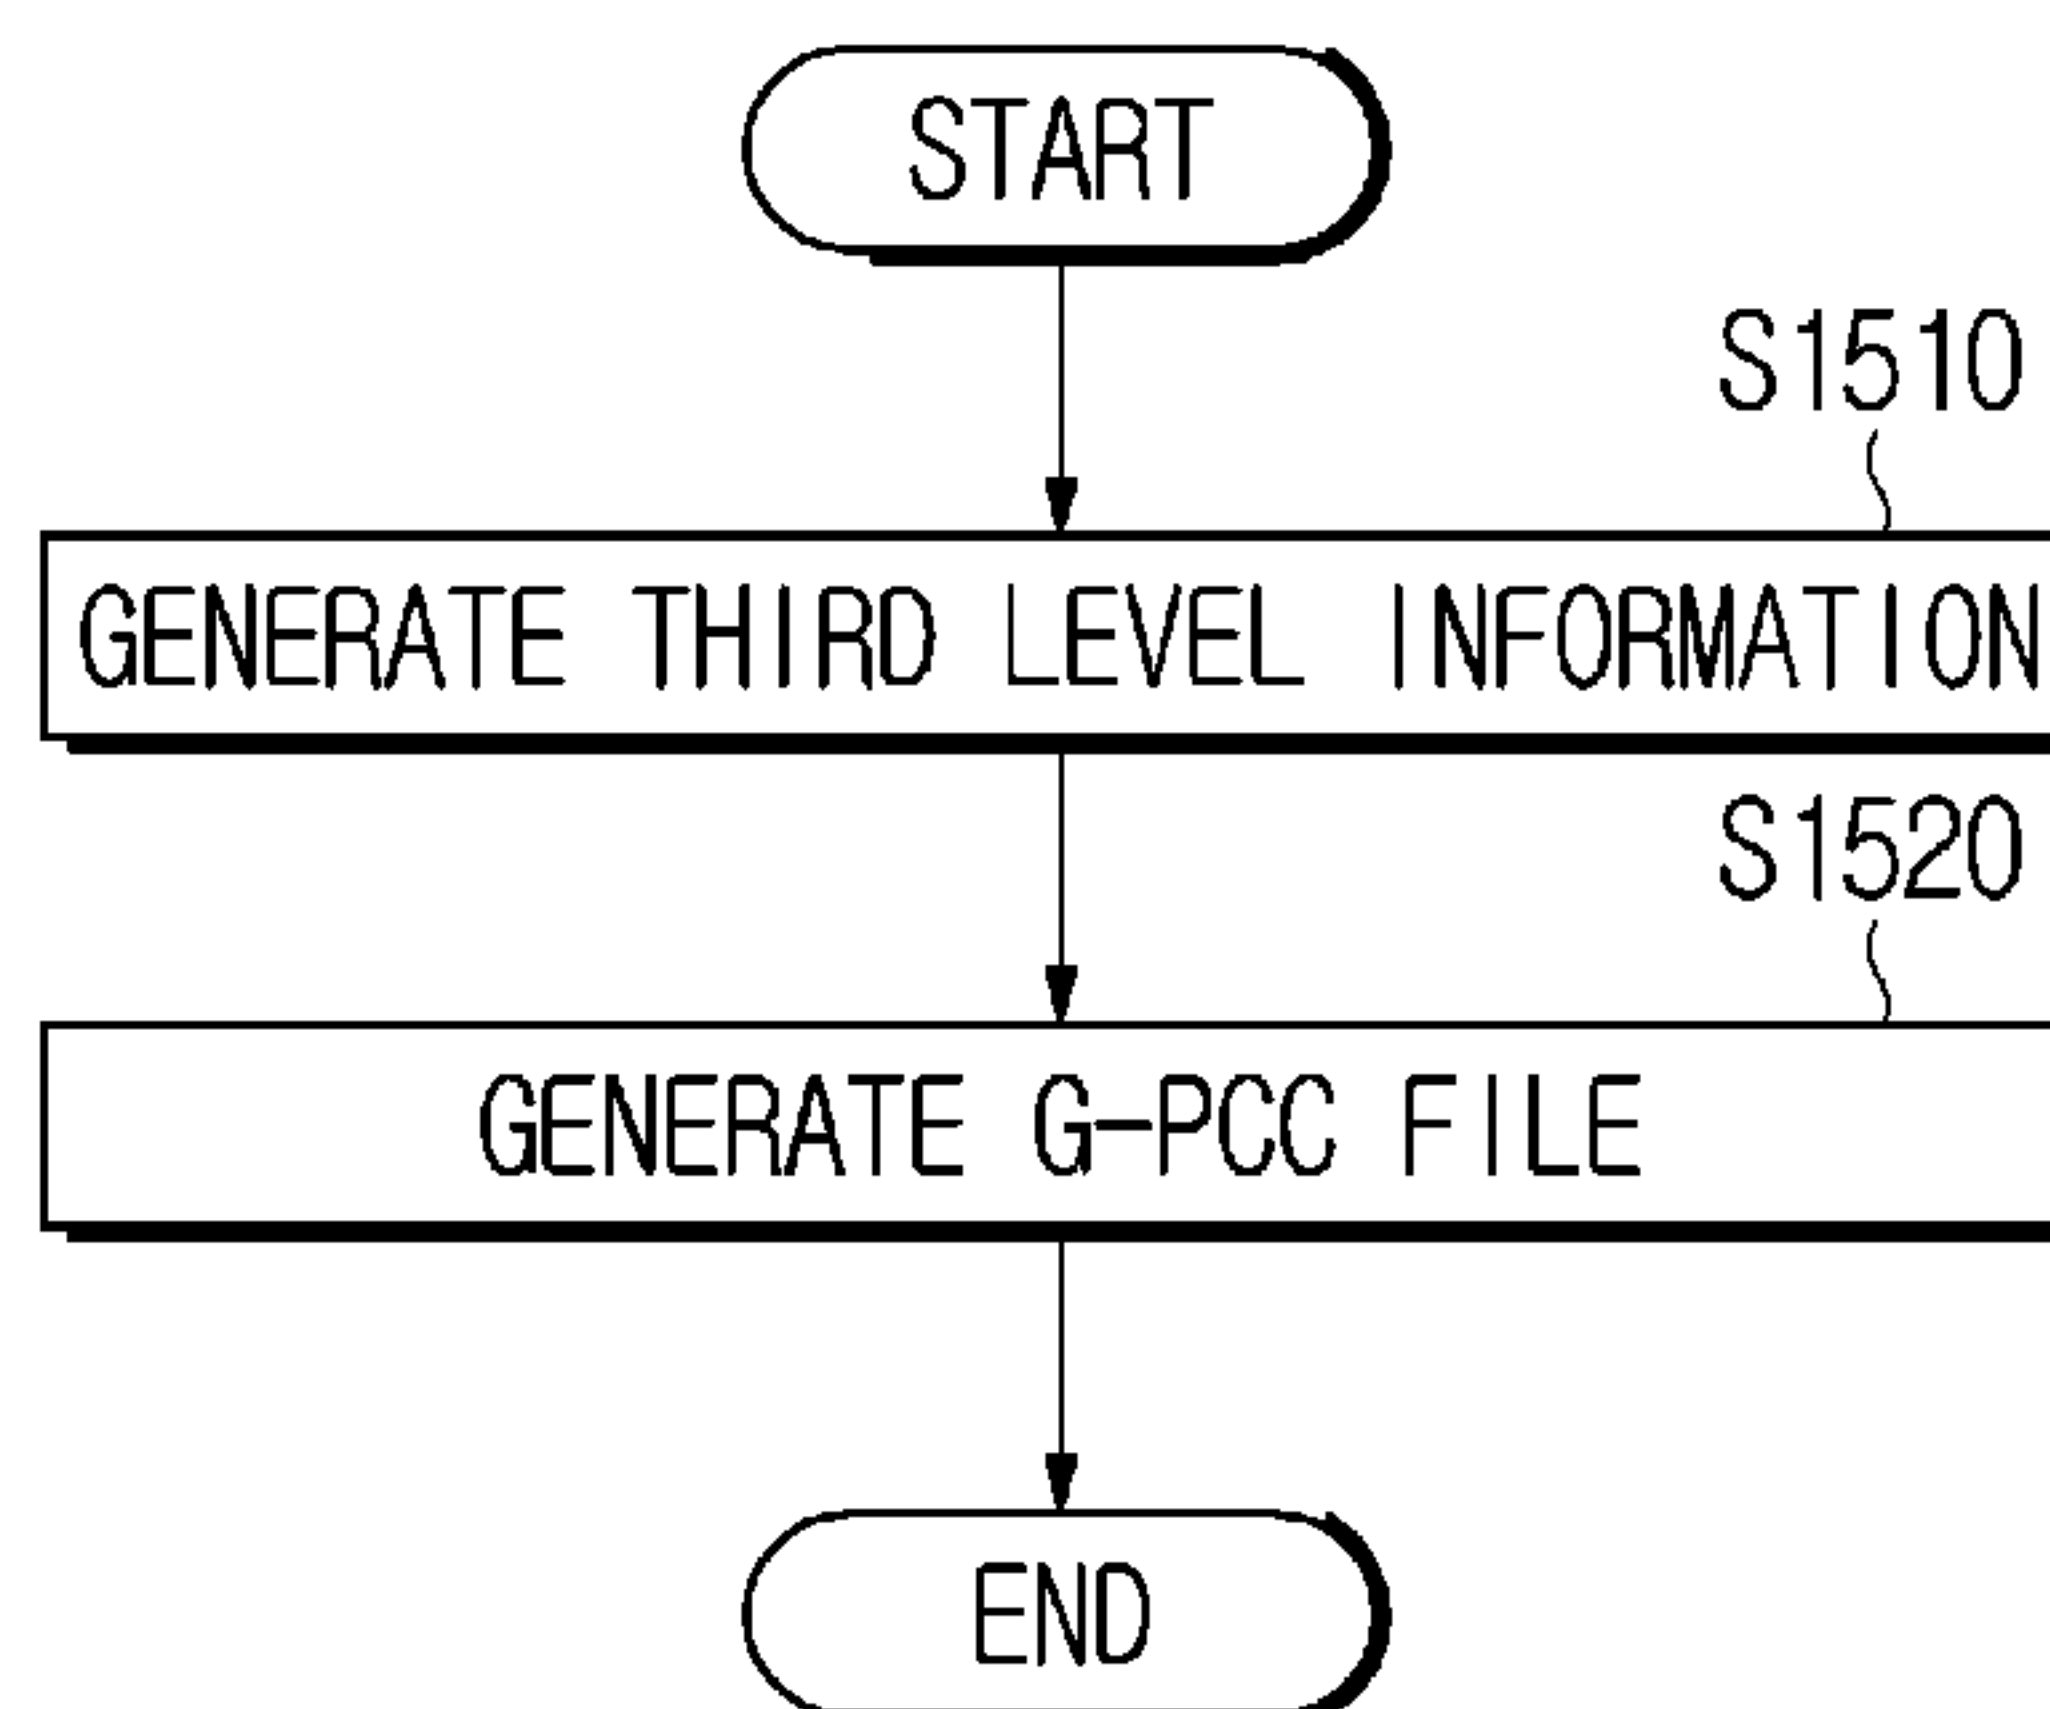 START
S1510
GENERATE THIRD LEVEL INFORMATION
S1520
GENERATE G-PCC FILE
END